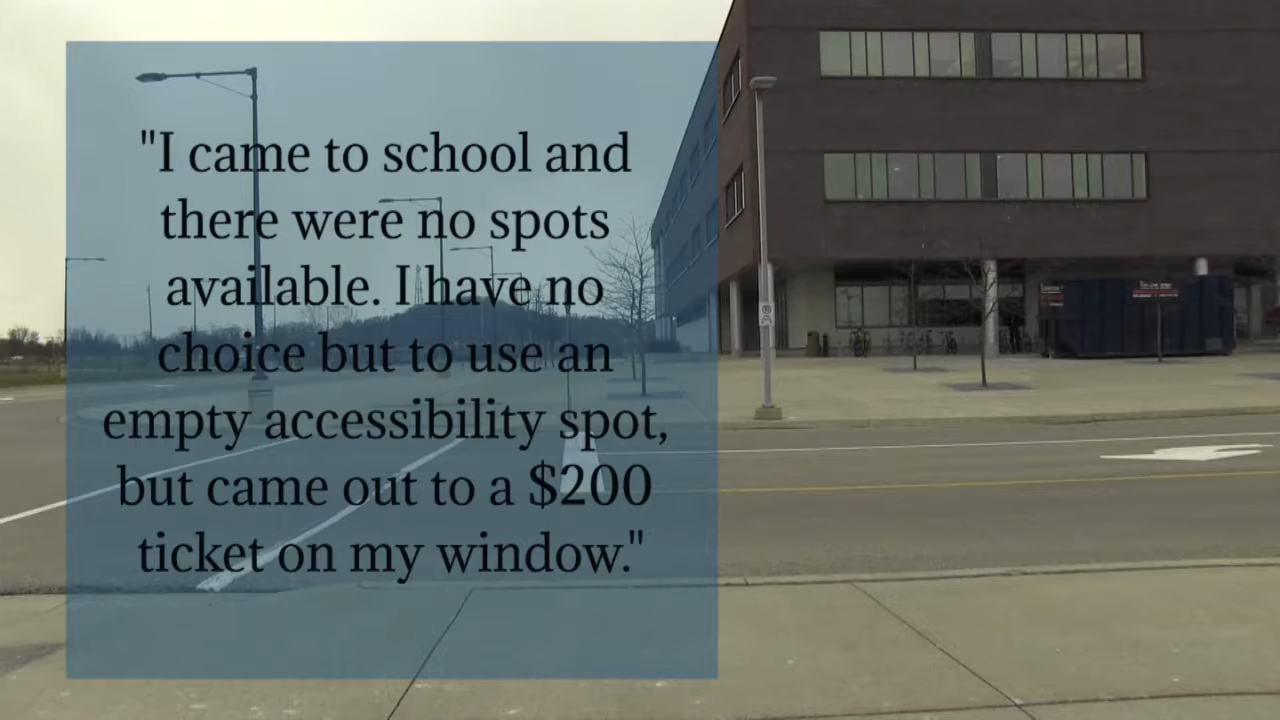 "I came to school and
there were no spots
available. I have no
choice but to use an
empty accessibility spot,
but came out to a $200
ticket on my window."